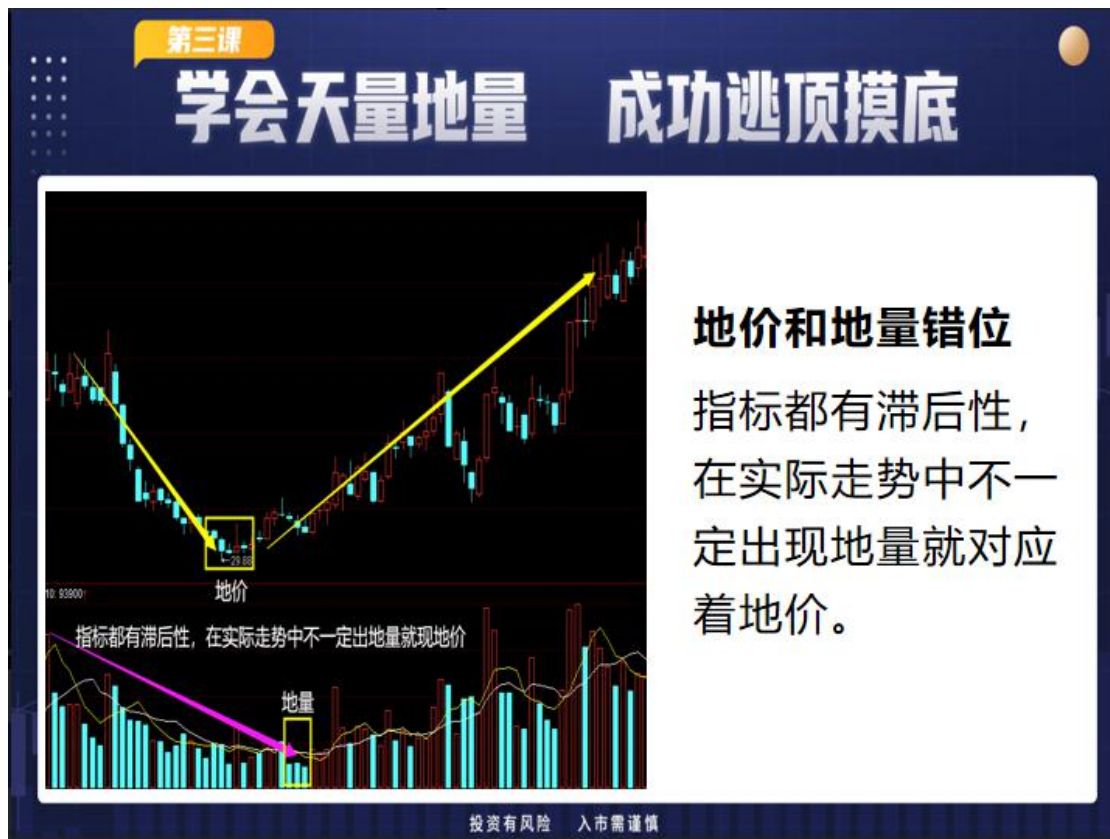 第三课
学会天量地量 成功逃顶摸底
地价和地量错位
指标都有滞后性，
在实际走势中不一
定出现地量就对应
着地价。
←29.88
地价
10: 93900↑
指标都有滞后性，在实际走势中不一定出地量就现地价
地量
投资有风险 入市需谨慎